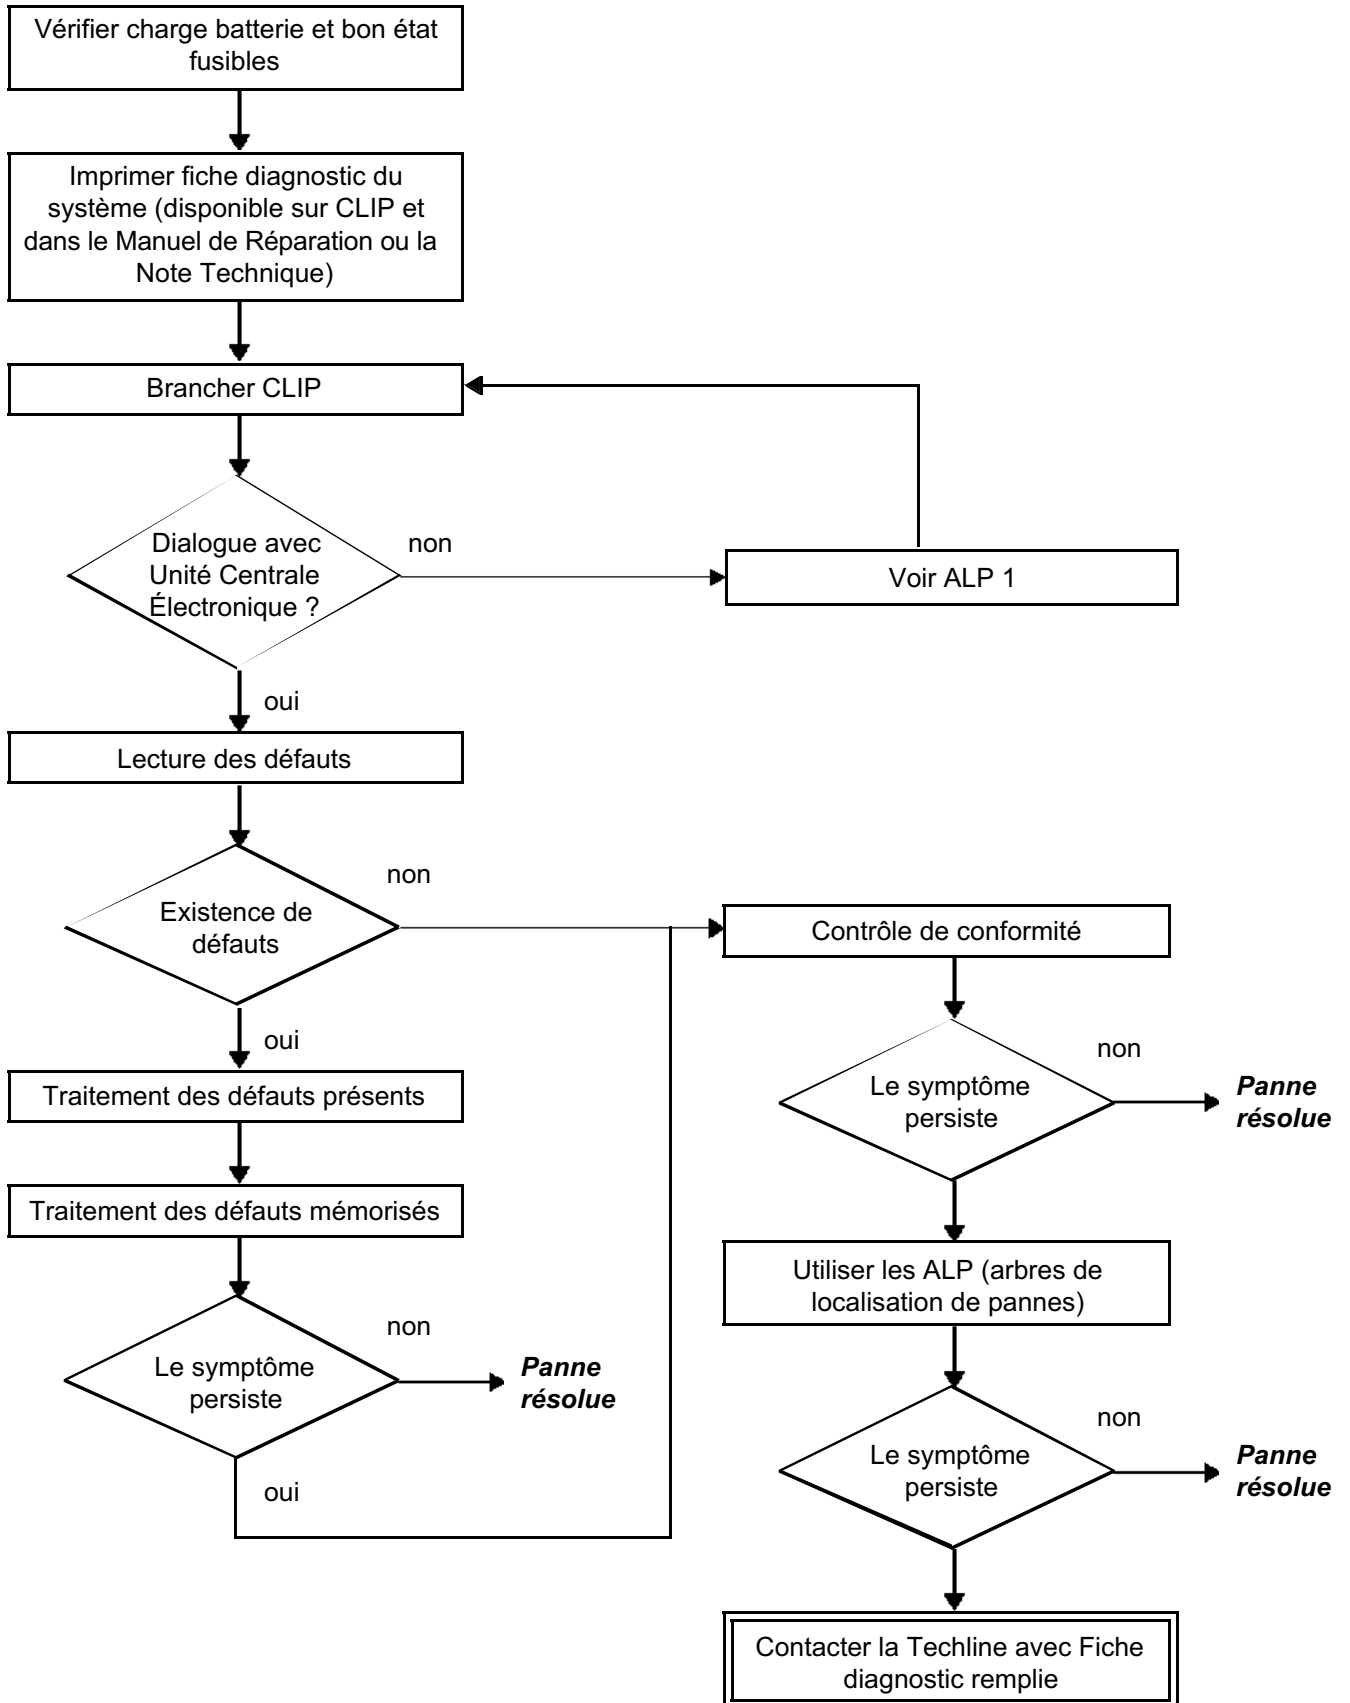 Vérifier charge batterie et bon état
fusibles
Imprimer fiche diagnostic du
système (disponible sur CLIP et
dans le Manuel de Réparation ou la
Note Technique)
Brancher CLIP
Dialogue avec
Unité Centrale
Électronique ?
non
Voir ALP 1
oui
Lecture des défauts
Existence de
défauts
non
oui
Traitement des défauts présents
Traitement des défauts mémorisés
Le symptôme
persiste
non
Panne
résolue
oui
Contrôle de conformité
Le symptôme
persiste
non
Panne
résolue
Utiliser les ALP (arbres de
localisation de pannes)
Le symptôme
persiste
non
Panne
résolue
Contacter la Techline avec Fiche
diagnostic remplie